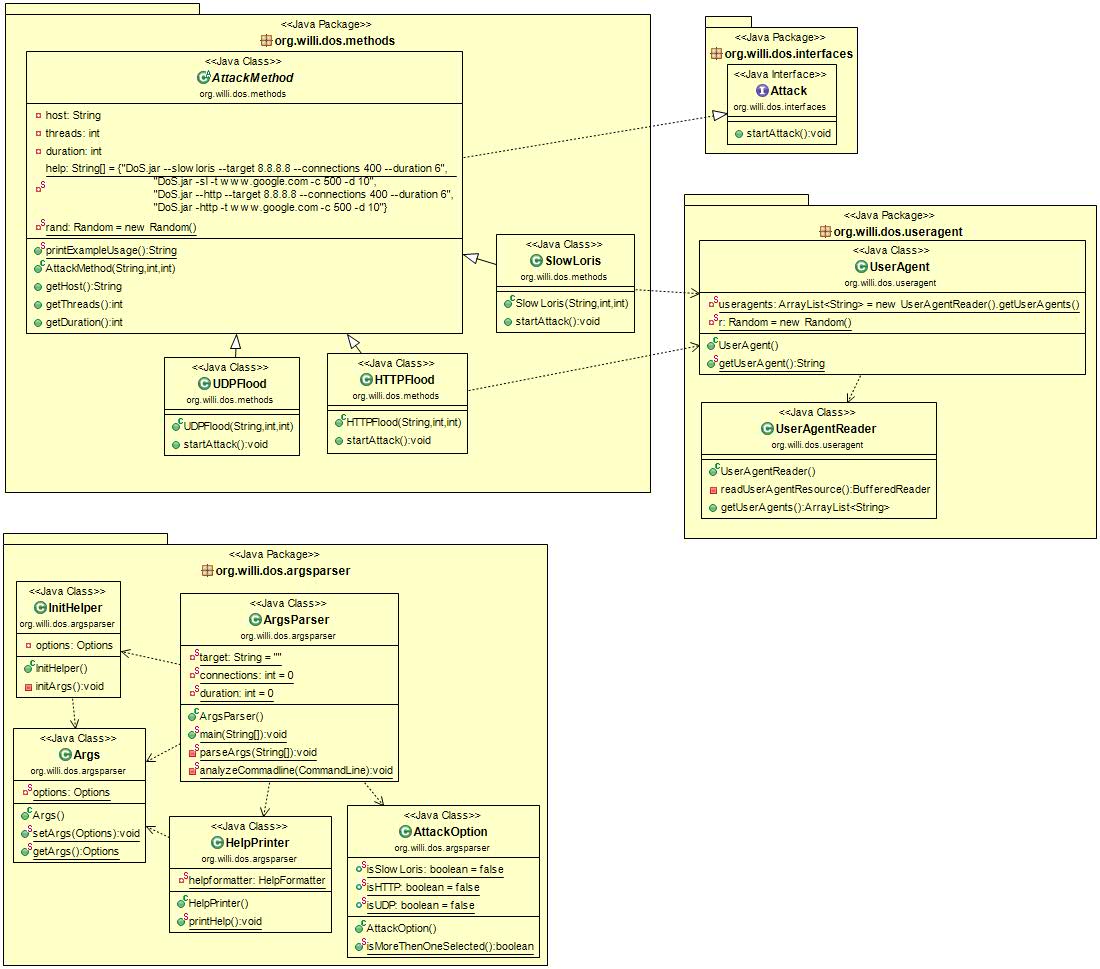 <<Java Package>>
org.willi.dos.methods
<<Java Class>>
AttackMethod
org.willi.dos.methods
host: String
threads: int
duration: int
help: String[] = {"DoS.jar --slow loris --target 8.8.8.8 --connections 400 --duration 6",
"DoS.jar -sl -t w w w .google.com -c 500 -d 10",
"DoS.jar --http --target 8.8.8.8 --connections 400 --duration 6",
"DoS.jar -http -t w w w .google.com -c 500 -d 10"}
rand: Random = new Random()
printExampleUsage():String
AttackMethod(String,int,int)
getHost():String
getThreads():int
getDuration():int
<<Java Class>>
SlowLoris
org.willi.dos.methods
Slow Loris(String,int,int)
startAttack():void
<<Java Class>>
UDPFlood
org.willi.dos.methods
UDPFlood(String,int,int)
startAttack():void
<<Java Class>>
HTTPFlood
org.willi.dos.methods
HTTPFlood(String,int,int)
startAttack():void
<<Java Package>>
org.willi.dos.interfaces
<<Java Interface>>
Attack
org.willi.dos.interfaces
startAttack():void
<<Java Package>>
org.willi.dos.useragent
<<Java Class>>
UserAgent
org.willi.dos.useragent
useragents: ArrayList<String> = new UserAgentReader().getUserAgents()
r: Random = new Random()
UserAgent()
getUserAgent():String
<<Java Class>>
UserAgentReader
org.willi.dos.useragent
UserAgentReader()
readUserAgentResource():BufferedReader
getUserAgents():ArrayList<String>
<<Java Package>>
org.willi.dos.argsparser
<<Java Class>>
InitHelper
org.willi.dos.argsparser
options: Options
InitHelper()
initArgs():void
<<Java Class>>
ArgsParser
org.willi.dos.argsparser
target: String = ""
connections: int = 0
duration: int = 0
ArgsParser()
main(String[]):void
parseArgs(String[]):void
analyzeCommadline(CommandLine):void
<<Java Class>>
Args
org.willi.dos.argsparser
options: Options
Args()
setArgs(Options):void
getArgs():Options
<<Java Class>>
HelpPrinter
org.willi.dos.argsparser
helpformatter: HelpFormatter
HelpPrinter()
printHelp():void
<<Java Class>>
AttackOption
org.willi.dos.argsparser
isSlow Loris: boolean = false
isHTTP: boolean = false
isUDP: boolean = false
AttackOption()
isMoreThenOneSelected():boolean